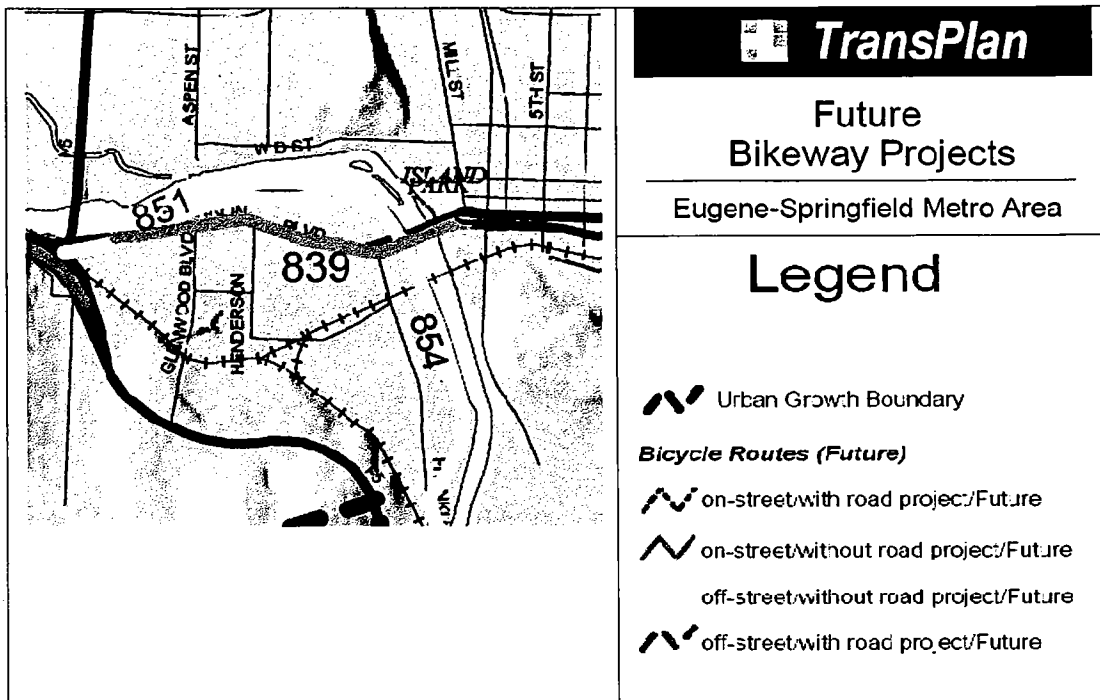 TransPlan
Future
Bikeway Projects
Eugene-Springfield Metro Area
Legend
Urban Growth Boundary
Bicycle Routes (Future)
on-street/with road project/Future
on-street/without road project/Future
off-street/without road project/Future
off-street/with road project/Future
ASPEN ST
MILL ST
5TH ST
W D ST
ISLAND
PARK
851
BLVD
839
GLENWOOD BLVD
HENDERSON
854